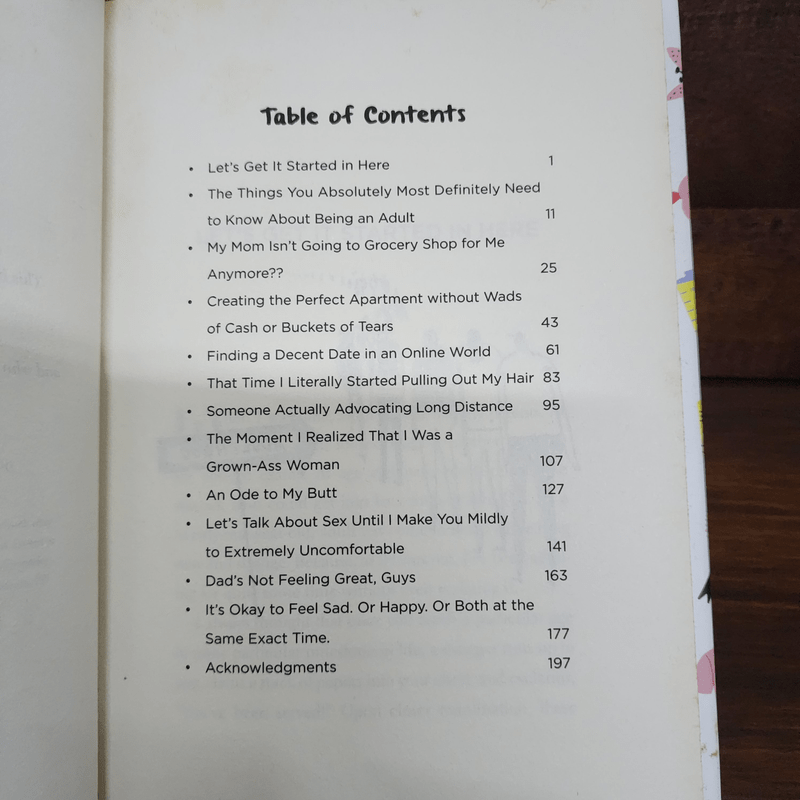 Table of Contents
• Let's Get It Started in Here 1
• The Things You Absolutely Most Definitely Need
to Know About Being an Adult 11
• My Mom Isn't Going to Grocery Shop for Me
Anymore?? 25
• Creating the Perfect Apartment without Wads
of Cash or Buckets of Tears 43
• Finding a Decent Date in an Online World 61
• That Time I Literally Started Pulling Out My Hair 83
• Someone Actually Advocating Long Distance 95
• The Moment I Realized That I Was a
Grown-Ass Woman 107
• An Ode to My Butt 127
• Let's Talk About Sex Until I Make You Mildly
to Extremely Uncomfortable 141
• Dad's Not Feeling Great, Guys 163
• It's Okay to Feel Sad. Or Happy. Or Both at the
Same Exact Time. 177
• Acknowledgments 197